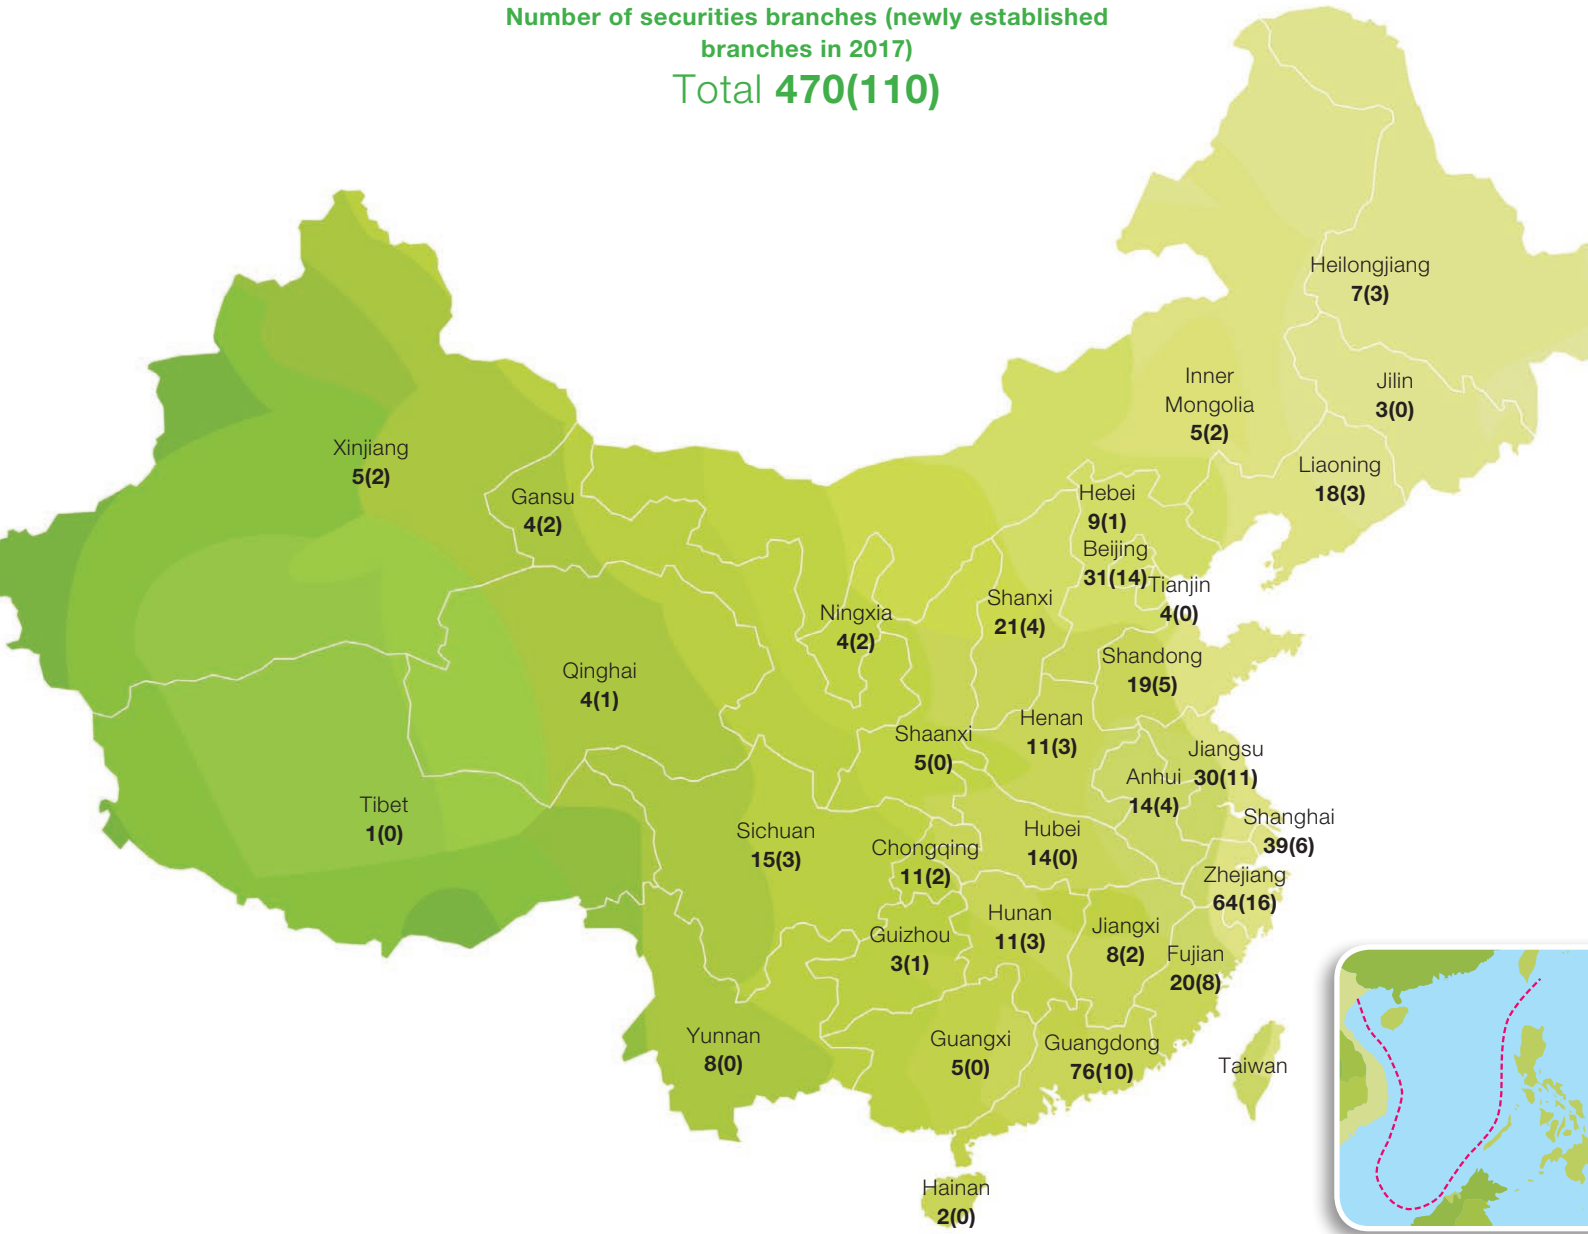 Number of securities branches (newly established
branches in 2017)
Total 470(110)
Heilongjiang
7(3)
Inner
Mongolia
5(2)
Jilin
3(0)
Liaoning
18(3)
Xinjiang
5(2)
Gansu
4(2)
Hebei
9(1)
Beijing
31(14)
Tianjin
4(0)
Shanxi
21(4)
Ningxia
4(2)
Shandong
19(5)
Qinghai
4(1)
Henan
11(3)
Shaanxi
5(0)
Jiangsu
30(11)
Anhui
14(4)
Tibet
1(0)
Shanghai
39(6)
Sichuan
15(3)
Hubei
14(0)
Chongqing
11(2)
Zhejiang
64(16)
Hunan
11(3)
Jiangxi
8(2)
Guizhou
3(1)
Fujian
20(8)
Yunnan
8(0)
Guangxi
5(0)
Guangdong
76(10)
Taiwan
Hainan
2(0)